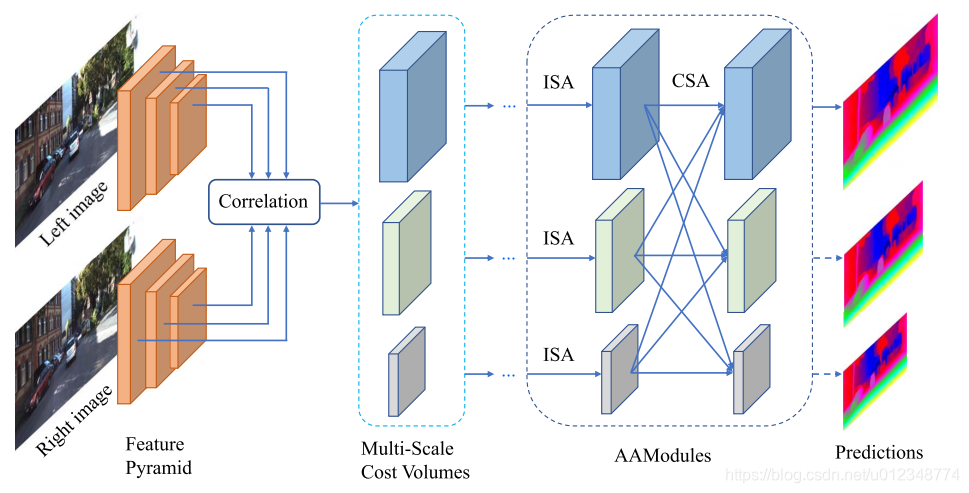 Left image
Right image
Feature
Pyramid
Correlation
Multi-Scale
Cost Volumes
...
...
...
ISA
ISA
ISA
CSA
AAModules
Predictions
https://blog.csdn.net/u012348774